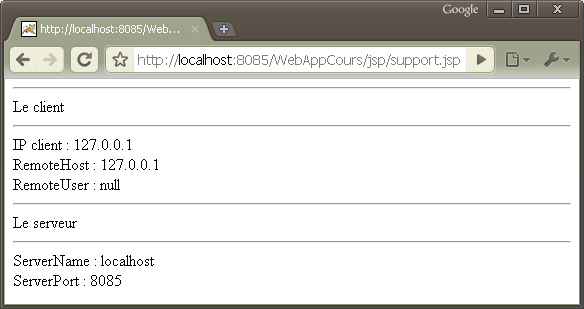 Google
http://localhost:8085/Web...
http://localhost:8085/WebAppCours/jsp/support.jsp
Le client
IP client : 127.0.0.1
RemoteHost : 127.0.0.1
RemoteUser : null
Le serveur
ServerName : localhost
ServerPort : 8085